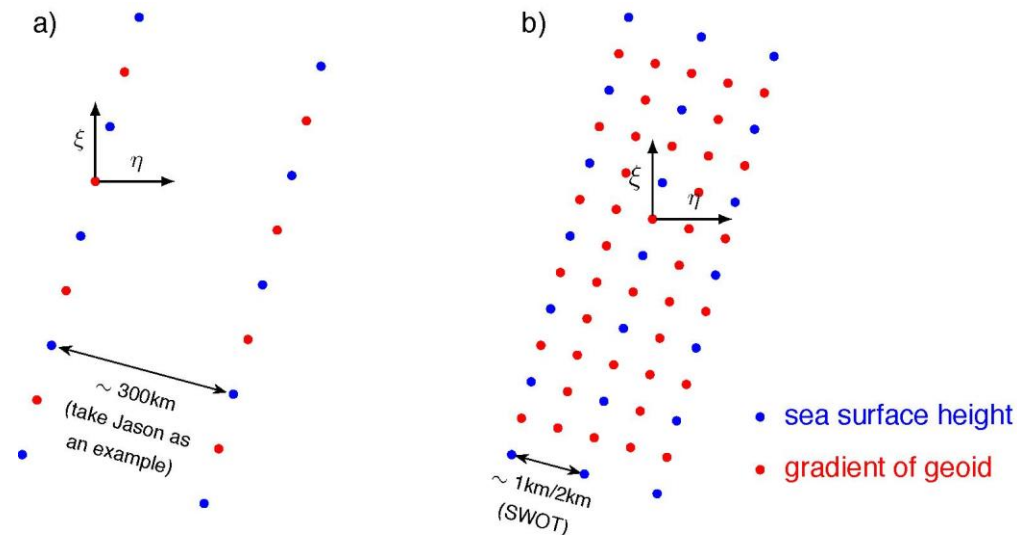 a)
ξ
η
~ 300km
(take Jason as
an example)
b)
ξ
η
~ 1km/2km
(SWOT)
sea surface height
gradient of geoid